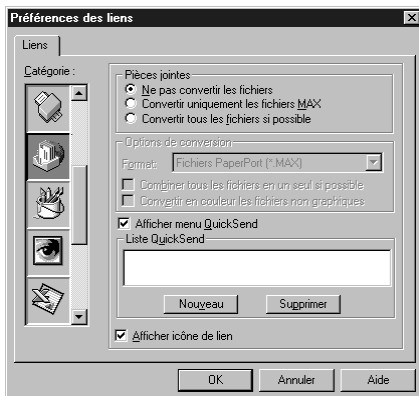 Préférences des liens
Liens
Catégorie :
Pièces jointes
Ne pas convertir les fichiers
Convertir uniquement les fichiers MAX
Convertir tous les fichiers si possible
Options de conversion
Format: Fichiers PaperPort (*.MAX)
Combiner tous les fichiers en un seul si possible
Convertir en couleur les fichiers non graphiques
Afficher menu QuickSend
Liste QuickSend
Nouveau Supprimer
Afficher icône de lien
OK Annuler Aide